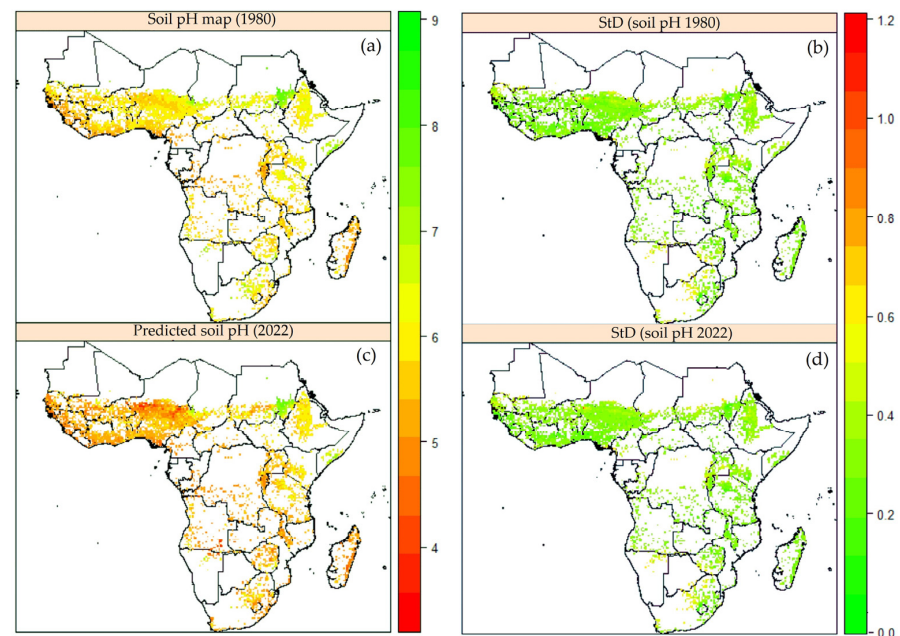 Soil pH map (1980)
(a)
9
8
7
6
5
4
StD (soil pH 1980)
(b)
1.2
1.0
0.8
0.6
0.4
0.2
0.0
Predicted soil pH (2022)
(c)
StD (soil pH 2022)
(d)